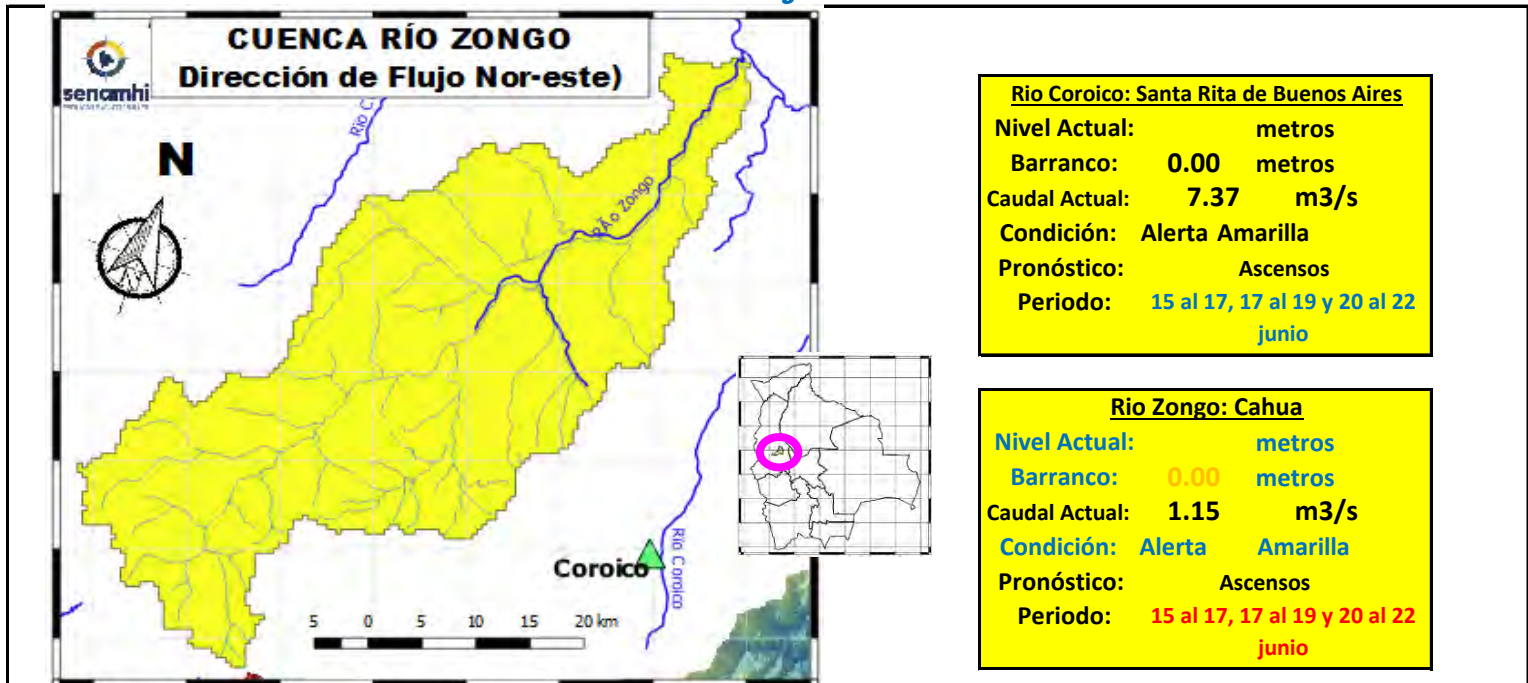 CUENCA RÍO ZONGO
Dirección de Flujo Nor-este)
senamhi
N
Río C
RÃ­o Zongo
Coroico
Río Coroico
5 0 5 10 15 20 km
Rio Coroico: Santa Rita de Buenos Aires
Nivel Actual: metros
Barranco: 0.00 metros
Caudal Actual: 7.37 m3/s
Condición: Alerta Amarilla
Pronóstico: Ascensos
Periodo: 15 al 17, 17 al 19 y 20 al 22
junio
Rio Zongo: Cahua
Nivel Actual: metros
Barranco: 0.00 metros
Caudal Actual: 1.15 m3/s
Condición: Alerta Amarilla
Pronóstico: Ascensos
Periodo: 15 al 17, 17 al 19 y 20 al 22
junio